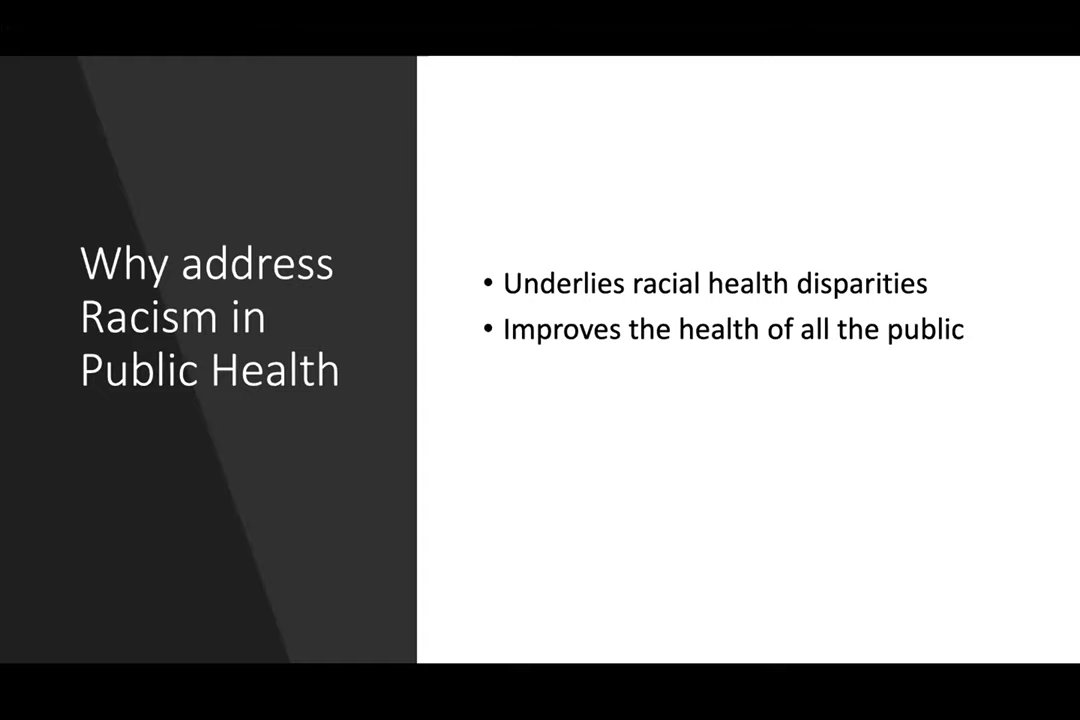 Why address
Racism in
Public Health
• Underlies racial health disparities
• Improves the health of all the public